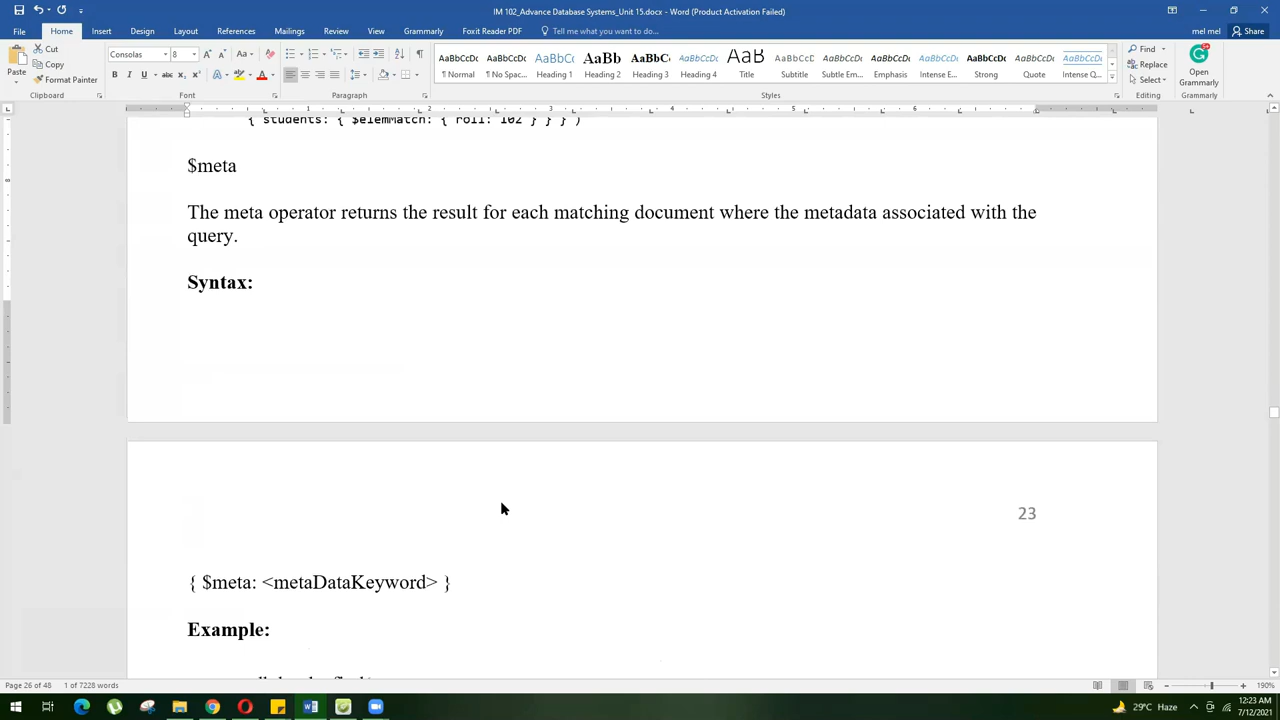 IM 102_Advance Database Systems_Unit 15.docx - Word (Product Activation Failed)
File Home Insert Design Layout References Mailings Review View Grammarly Foxit Reader PDF Tell me what you want to do... mel mel Share
Cut
Copy
Format Painter
Paste
Clipboard
Consolas 8
Font
Paragraph
AaBbCcDc AaBbCcDc AaBbCc AaBb AaBbCc AaBbCcD AaB AaBbCcD AaBbCcDc AaBbCcDc AaBbCcDc AaBbCcDc AaBbCcDc AaBbCcDc
¶ Normal ¶ No Spac... Heading 1 Heading 2 Heading 3 Heading 4 Title Subtitle Subtle Em... Emphasis Intense E... Strong Quote Intense Q...
Styles
Find
Replace
Select
Editing
Open Grammarly
Grammarly
{ students: { $elemMatch: { roll: 102 } } } )
$meta
The meta operator returns the result for each matching document where the metadata associated with the
query.
Syntax:
23
{ $meta: <metaDataKeyword> }
Example:
Page 26 of 48 1 of 7228 words 190%
29°C Haze 12:23 AM
7/12/2021